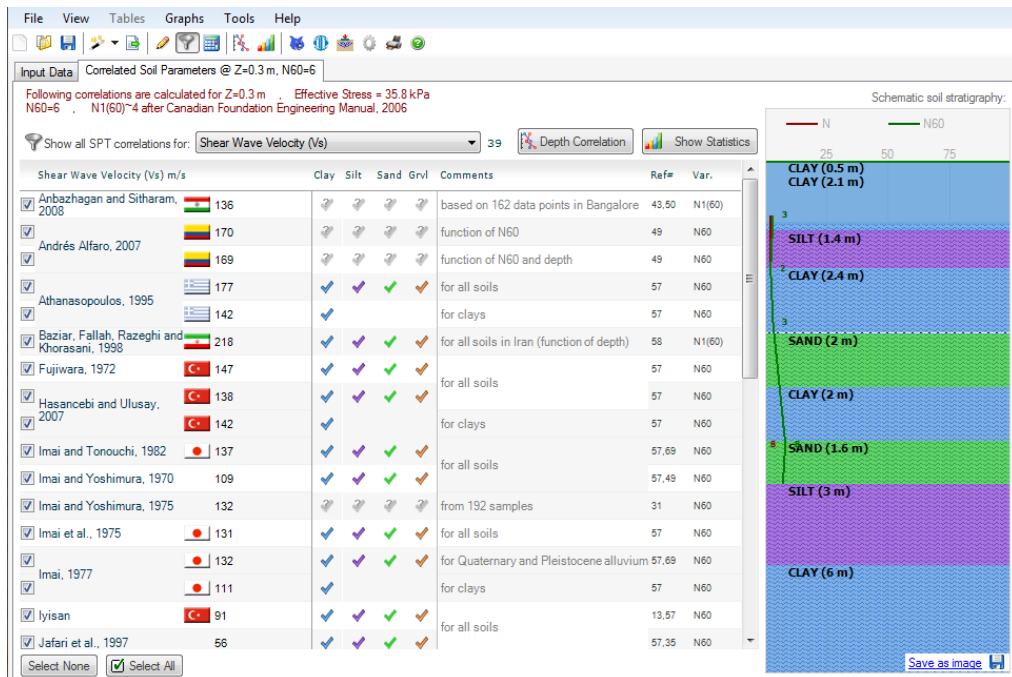 File View Tables Graphs Tools Help
Input Data Correlated Soil Parameters @ Z=0.3 m, N60=6
Following correlations are calculated for Z=0.3 m , Effective Stress = 35.8 kPa
N60=6 , N1(60)~4 after Canadian Foundation Engineering Manual, 2006
Show all SPT correlations for: Shear Wave Velocity (Vs) 39 Depth Correlation Show Statistics
Shear Wave Velocity (Vs) m/s Clay Silt Sand Grvl Comments Ref# Var.
Anbazhagan and Sitharam, 2008 136 ? ? ? ? based on 162 data points in Bangalore 43,50 N1(60)
Andrés Alfaro, 2007 170 ? ? ? ? function of N60 49 N60
169 ? ? ? ? function of N60 and depth 49 N60
Athanasopoulos, 1995 177 for all soils 57 N60
142 for clays 57 N60
Baziar, Fallah, Razeghi and Khorasani, 1998 218 for all soils in Iran (function of depth) 58 N1(60)
Fujiwara, 1972 147 for all soils 57 N60
Hasancebi and Ulusay, 2007 138 57 N60
142 for clays 57 N60
Imai and Tonouchi, 1982 137 for all soils 57,69 N60
Imai and Yoshimura, 1970 109 57,49 N60
Imai and Yoshimura, 1975 132 ? ? ? ? from 192 samples 31 N60
Imai et al., 1975 131 for all soils 57 N60
Imai, 1977 132 for Quaternary and Pleistocene alluvium 57,69 N60
111 for clays 57 N60
Iyisan 91 for all soils 13,57 N60
Jafari et al., 1997 56 57,35 N60
Select None Select All
Schematic soil stratigraphy:
N N60
25 50 75
CLAY (0.5 m)
CLAY (2.1 m)
3
SILT (1.4 m)
2
CLAY (2.4 m)
3
SAND (2 m)
CLAY (2 m)
SAND (1.6 m)
SILT (3 m)
CLAY (6 m)
Save as image